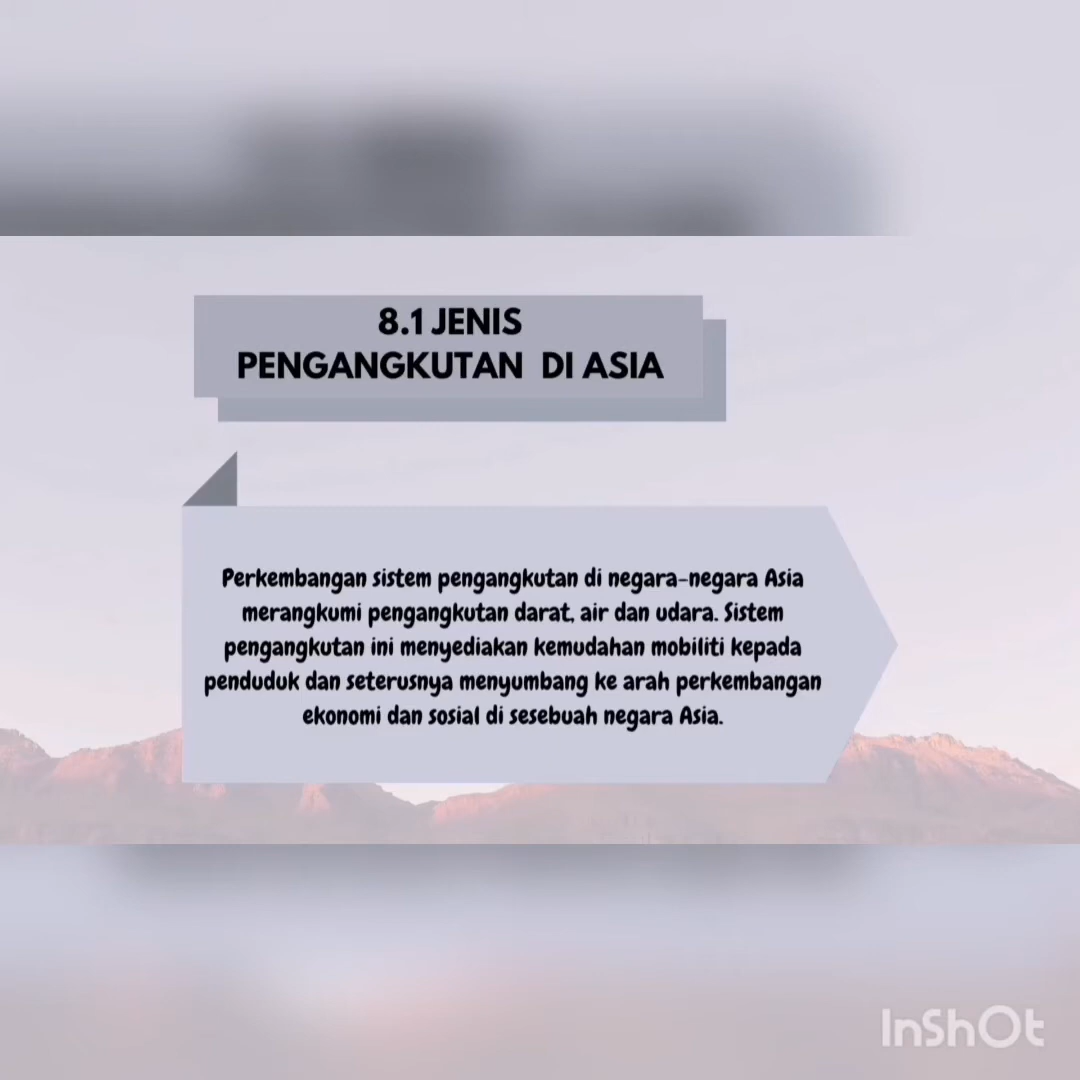 8.1 JENIS
PENGANGKUTAN DI ASIA
Perkembangan sistem pengangkutan di negara-negara Asia
merangkumi pengangkutan darat, air dan udara. Sistem
pengangkutan ini menyediakan kemudahan mobiliti kepada
penduduk dan seterusnya menyumbang ke arah perkembangan
ekonomi dan sosial di sesebuah negara Asia.
InShOt